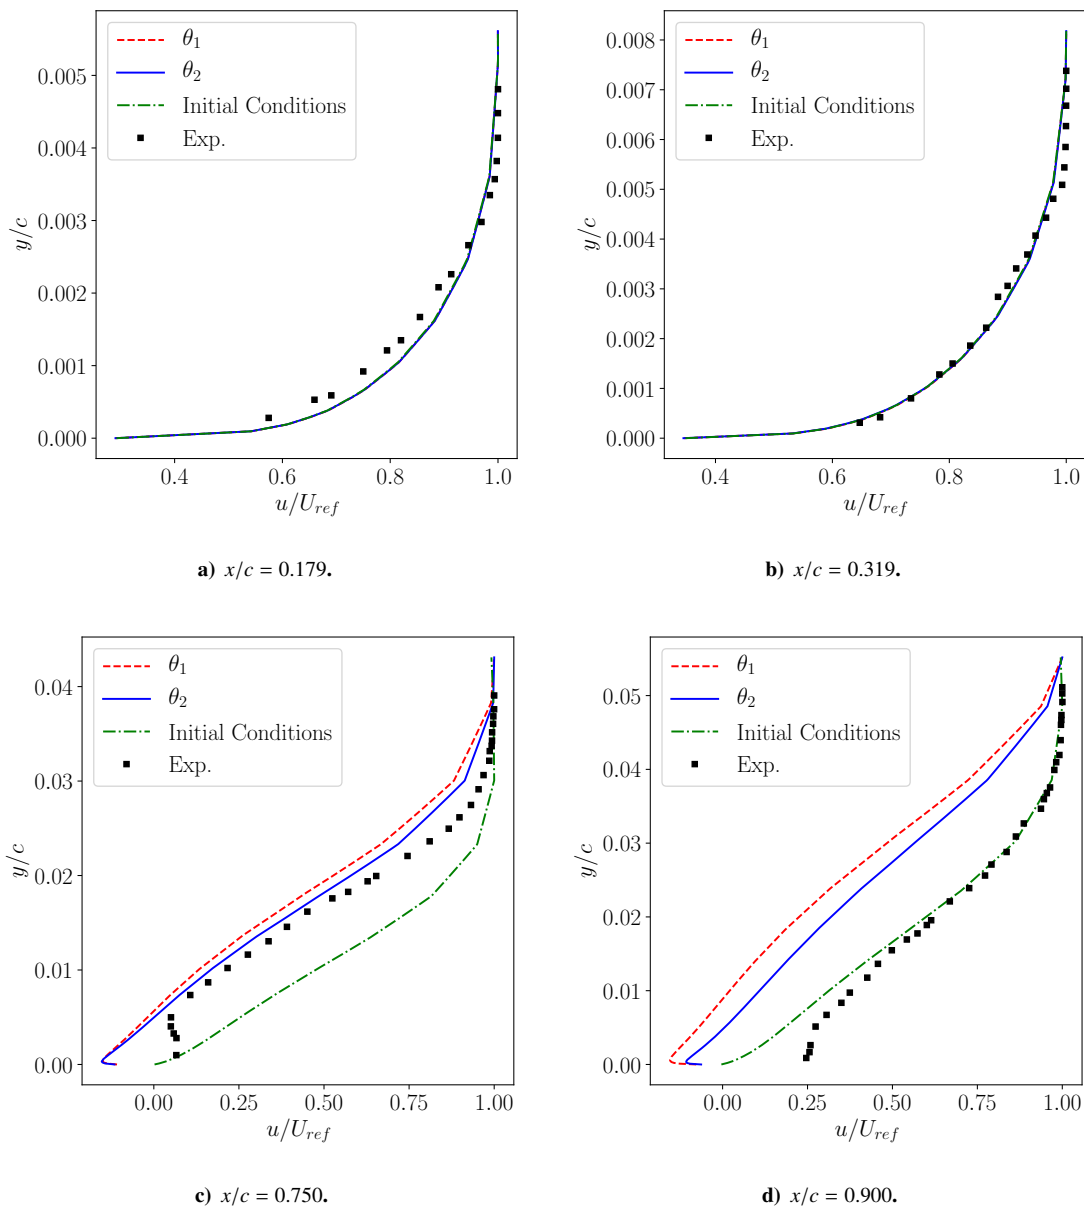 θ1
θ2
Initial Conditions
Exp.
0.005
0.004
0.003
0.002
0.001
0.000
y/c
0.4 0.6 0.8 1.0
u/Uref
a) x/c = 0.179.
θ1
θ2
Initial Conditions
Exp.
0.008
0.007
0.006
0.005
0.004
0.003
0.002
0.001
0.000
y/c
0.4 0.6 0.8 1.0
u/Uref
b) x/c = 0.319.
θ1
θ2
Initial Conditions
Exp.
0.04
0.03
0.02
0.01
0.00
y/c
0.00 0.25 0.50 0.75 1.00
u/Uref
c) x/c = 0.750.
θ1
θ2
Initial Conditions
Exp.
0.05
0.04
0.03
0.02
0.01
0.00
y/c
0.00 0.25 0.50 0.75 1.00
u/Uref
d) x/c = 0.900.